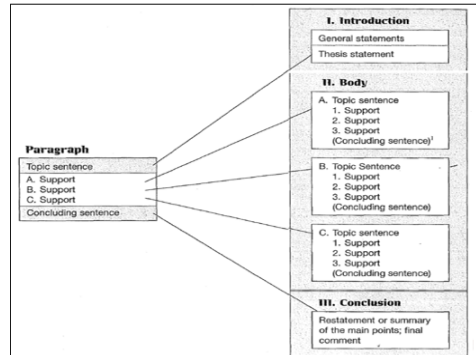 Paragraph
Topic sentence
A. Support
B. Support
C. Support
Concluding sentence
I. Introduction
General statements
Thesis statement
II. Body
A. Topic sentence
1. Support
2. Support
3. Support
(Concluding sentence)¹
B. Topic Sentence
1. Support
2. Support
3. Support
(Concluding sentence)
C. Topic sentence
1. Support
2. Support
3. Support
(Concluding sentence)
III. Conclusion
Restatement or summary
of the main points; final
comment